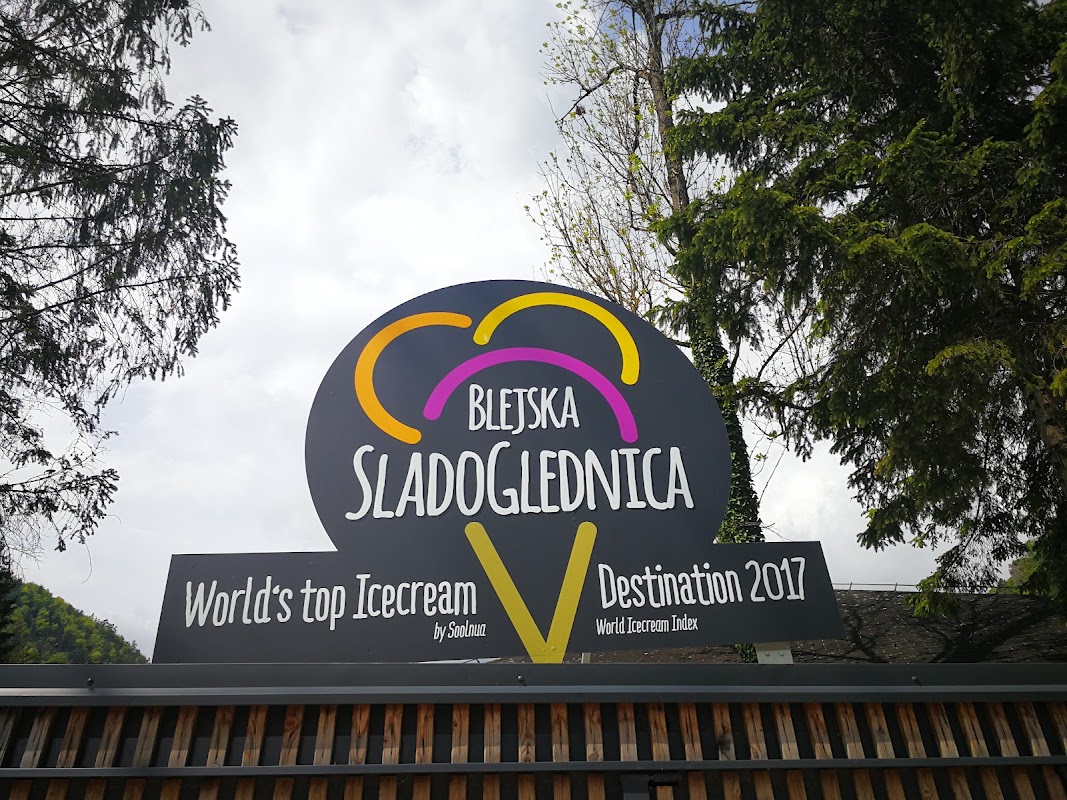 BLEJSKA
SLADOGLEDNICA
World's top Icecream Destination 2017
by Soolnua World Icecream Index